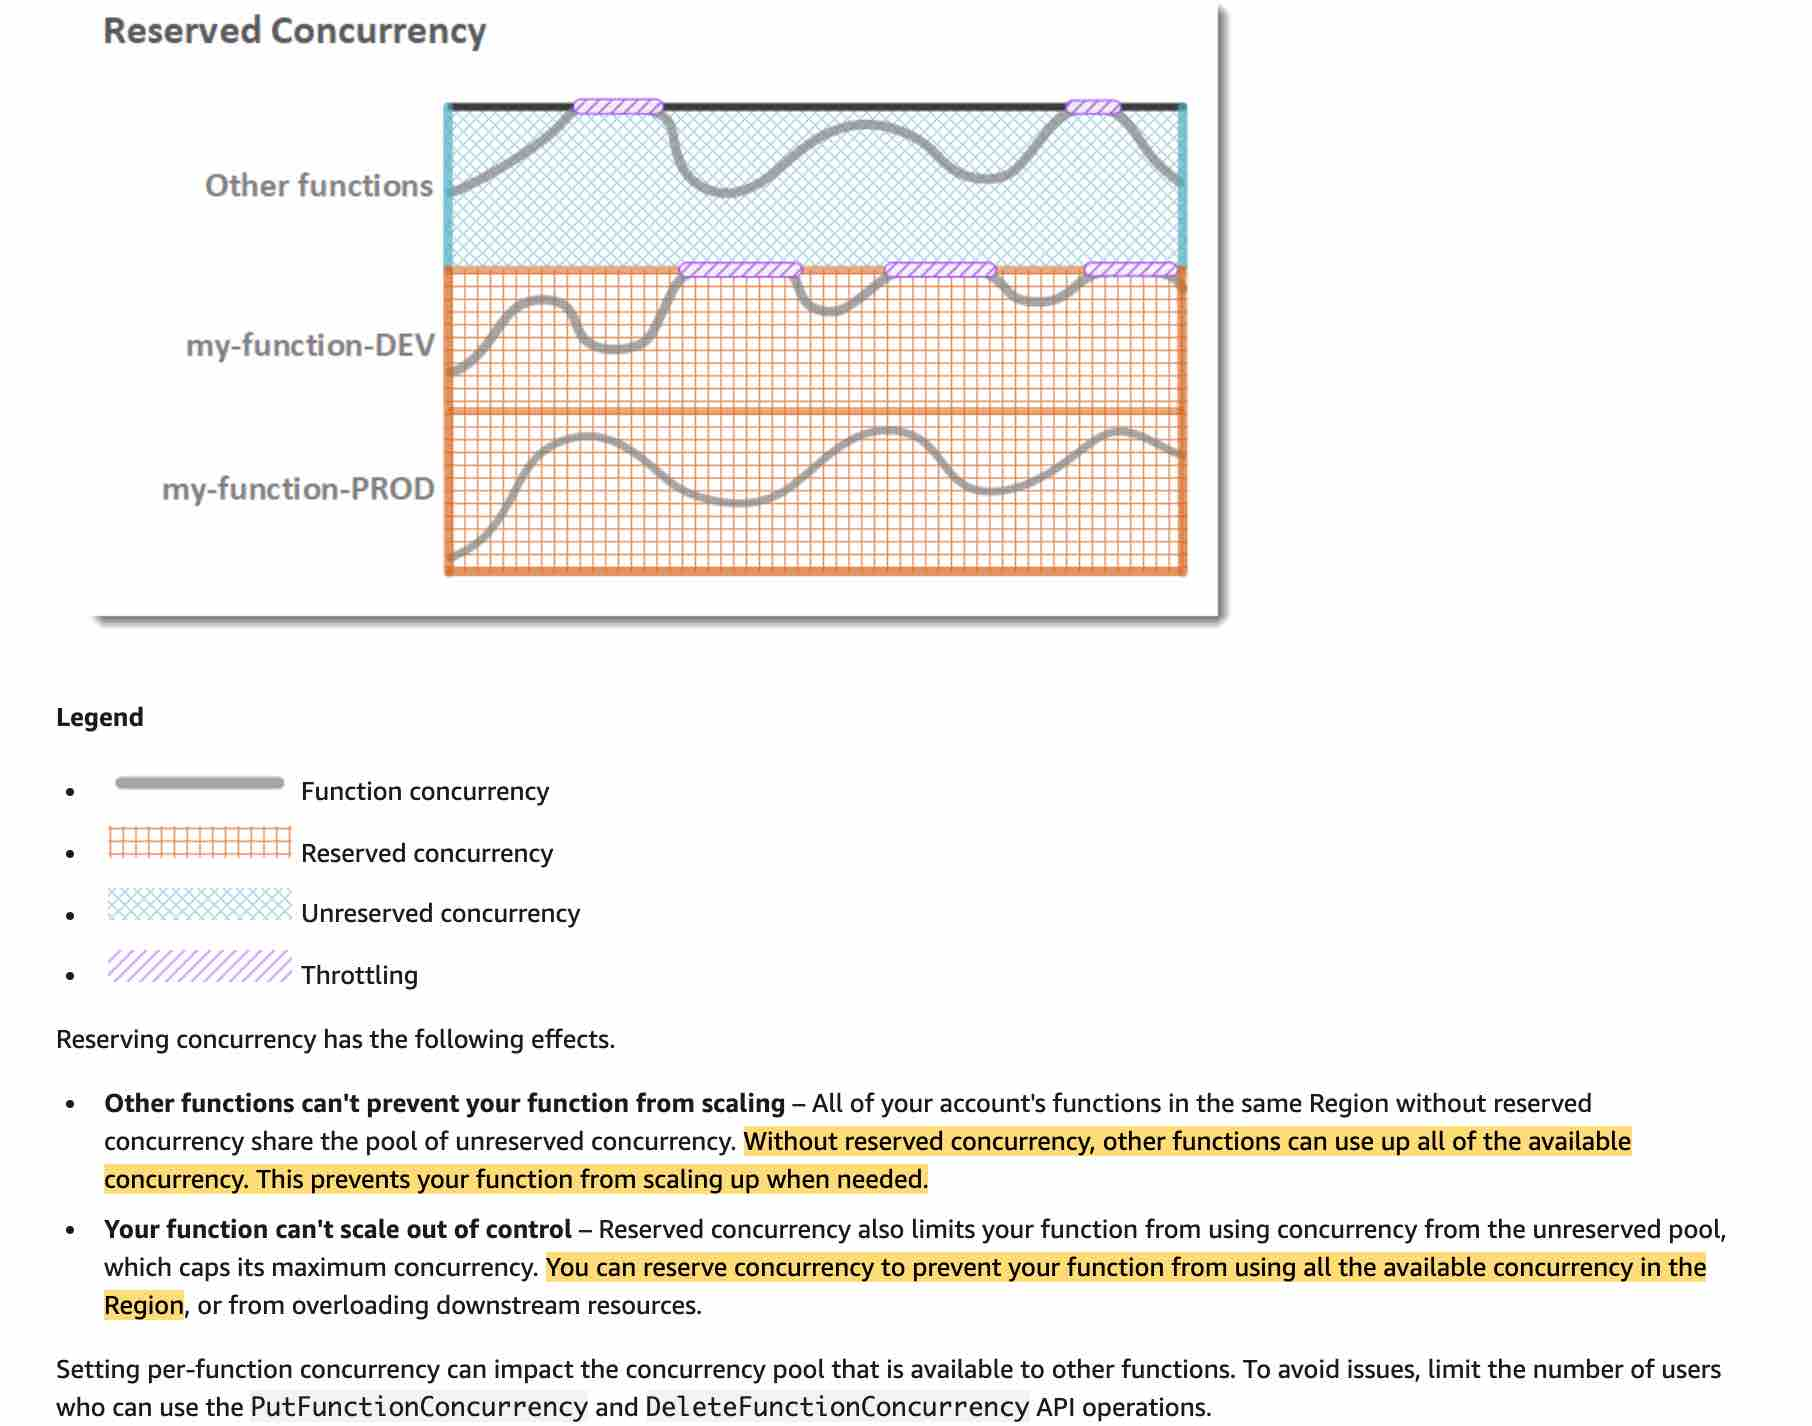 Reserved Concurrency
Other functions
my-function-DEV
my-function-PROD
Legend
Function concurrency
Reserved concurrency
Unreserved concurrency
Throttling
Reserving concurrency has the following effects.
Other functions can't prevent your function from scaling – All of your account's functions in the same Region without reserved
concurrency share the pool of unreserved concurrency. Without reserved concurrency, other functions can use up all of the available
concurrency. This prevents your function from scaling up when needed.
Your function can't scale out of control – Reserved concurrency also limits your function from using concurrency from the unreserved pool,
which caps its maximum concurrency. You can reserve concurrency to prevent your function from using all the available concurrency in the
Region, or from overloading downstream resources.
Setting per-function concurrency can impact the concurrency pool that is available to other functions. To avoid issues, limit the number of users
who can use the PutFunctionConcurrency and DeleteFunctionConcurrency API operations.